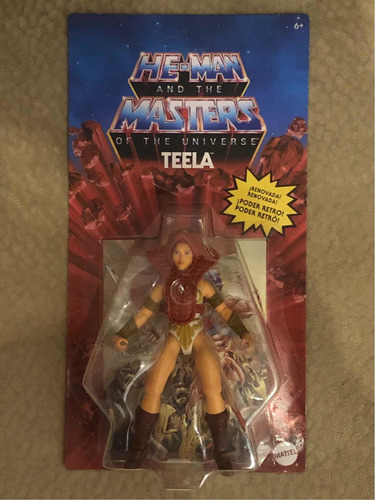 6+
HE-MAN
AND THE
MASTERS
OF THE UNIVERSE
TEELA
¡RENOVADA!
RENOVADA!
¡PODER RETRO!
PODER RETRÔ!
MATTEL